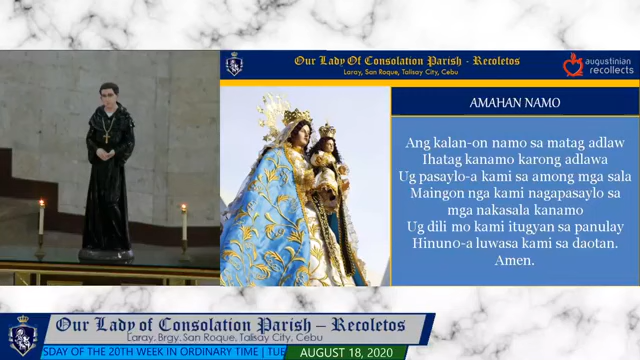 Our Lady Of Consolation Parish - Recoletos
Laray, San Roque, Talisay City, Cebu
augustinian
recollects
AMAHAN NAMO
Ang kalan-on namo sa matag adlaw
Ihatag kanamo karong adlawa
Ug pasaylo-a kami sa among mga sala
Maingon nga kami nagapasaylo sa
mga nakasala kanamo
Ug dili mo kami itugyan sa panulay
Hinuno-a luwasa kami sa daotan.
Amen.
Our Lady of Consolation Parish – Recoletos
Laray, Brgy. San Roque, Talisay City, Cebu
SDAY OF THE 20TH WEEK IN ORDINARY TIME | TUE
AUGUST 18, 2020